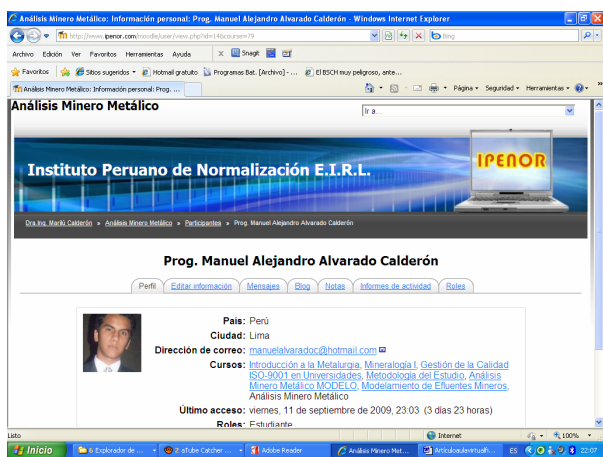 Análisis Minero Metálico: Información personal: Prog. Manuel Alejandro Alvarado Calderón - Windows Internet Explorer
http://www.ipenor.com/moodle/user/view.php?id=14&course=79
bing
Archivo Edición Ver Favoritos Herramientas Ayuda X Snagit
Favoritos Sitios sugeridos Hotmail gratuito Programas Bat. [Archivo] - ... El BSCH muy peligroso, ante...
Análisis Minero Metálico: Información personal: Prog. ... Página Seguridad Herramientas
Análisis Minero Metálico Ir a...
Instituto Peruano de Normalización E.I.R.L. IPENOR
Dra.Ing. Marilú Calderón » Análisis Minero Metálico » Participantes » Prog. Manuel Alejandro Alvarado Calderón
Prog. Manuel Alejandro Alvarado Calderón
Perfil Editar información Mensajes Blog Notas Informes de actividad Roles
País: Perú
Ciudad: Lima
Dirección de correo: manuelalvaradoc@hotmail.com
Cursos: Introducción a la Metalurgia, Mineralogía I, Gestión de la Calidad
ISO-9001 en Universidades, Metodología del Estudio, Análisis
Minero Metálico MODELO, Modelamiento de Efluentes Mineros,
Análisis Minero Metálico
Último acceso: viernes, 11 de septiembre de 2009, 23:03 (3 días 23 horas)
Roles: Estudiante
Listo Internet 100%
Inicio 6 Explorador de ... 2 aTube Catcher ... Adobe Reader Análisis Minero Met... Articuloaulavirtualfi... ES 22:07